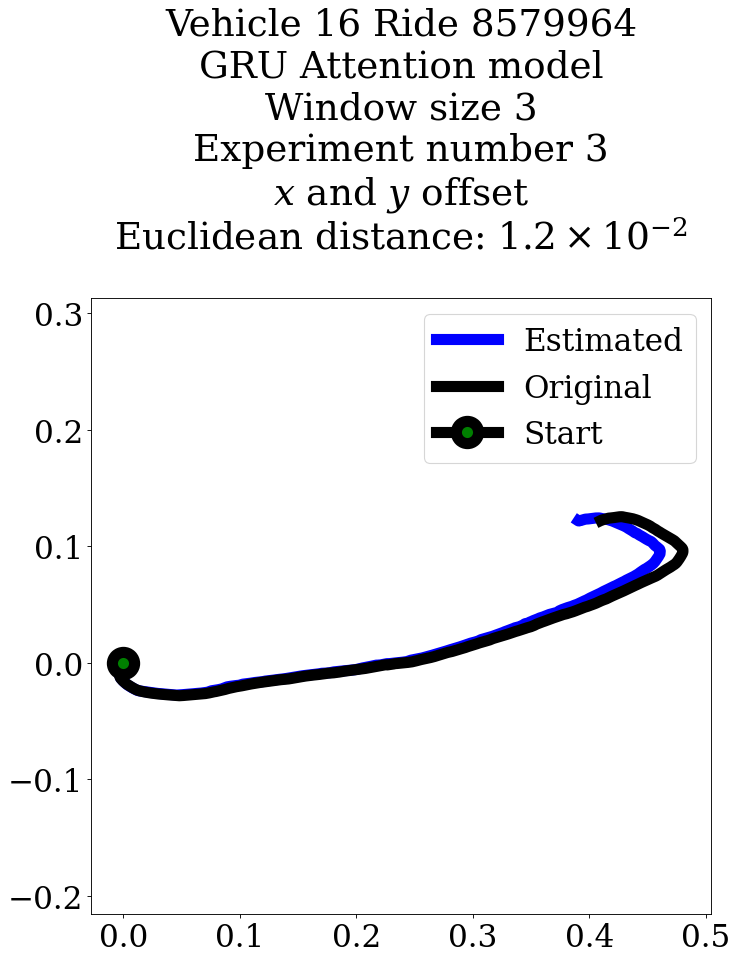 Vehicle 16 Ride 8579964
GRU Attention model
Window size 3
Experiment number 3
x and y offset
Euclidean distance: 1.2 × 10⁻²
0.3
0.2
0.1
0.0
−0.1
−0.2
Estimated
Original
Start
0.0 0.1 0.2 0.3 0.4 0.5